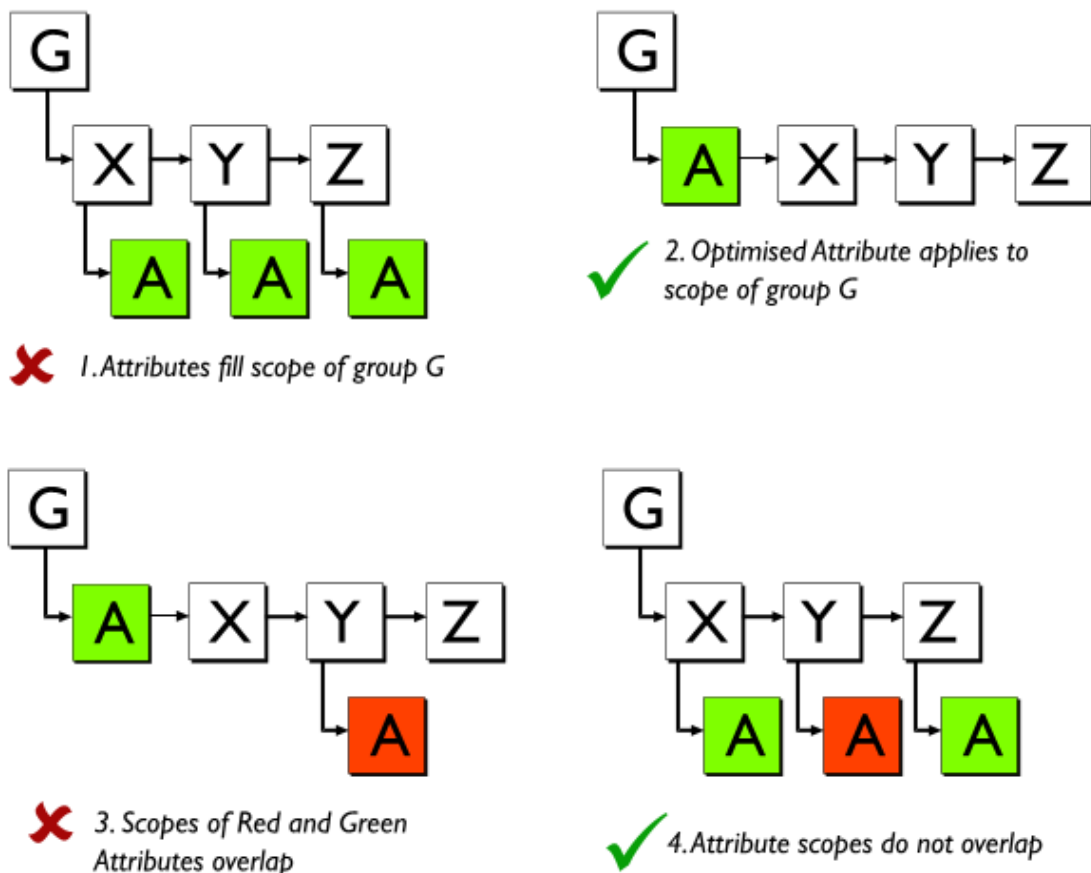 G
X Y Z
A A A
1. Attributes fill scope of group G
G
A X Y Z
2. Optimised Attribute applies to
scope of group G
G
A X Y Z
A
3. Scopes of Red and Green
Attributes overlap
G
X Y Z
A A A
4. Attribute scopes do not overlap